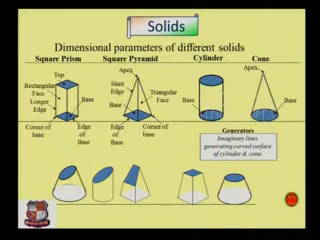 Solids
Dimensional parameters of different solids
Square Prism
Square Pyramid
Cylinder
Cone
Top
Rectangular
Face
Longer
Edge
Base
Corner of
base
Edge
of
Base
Apex
Slant
Edge
Triangular
Face
Base
Edge
of
Base
Corner of
base
Base
Apex
Base
Generators
Imaginary lines
generating curved surface
of cylinder & cone.